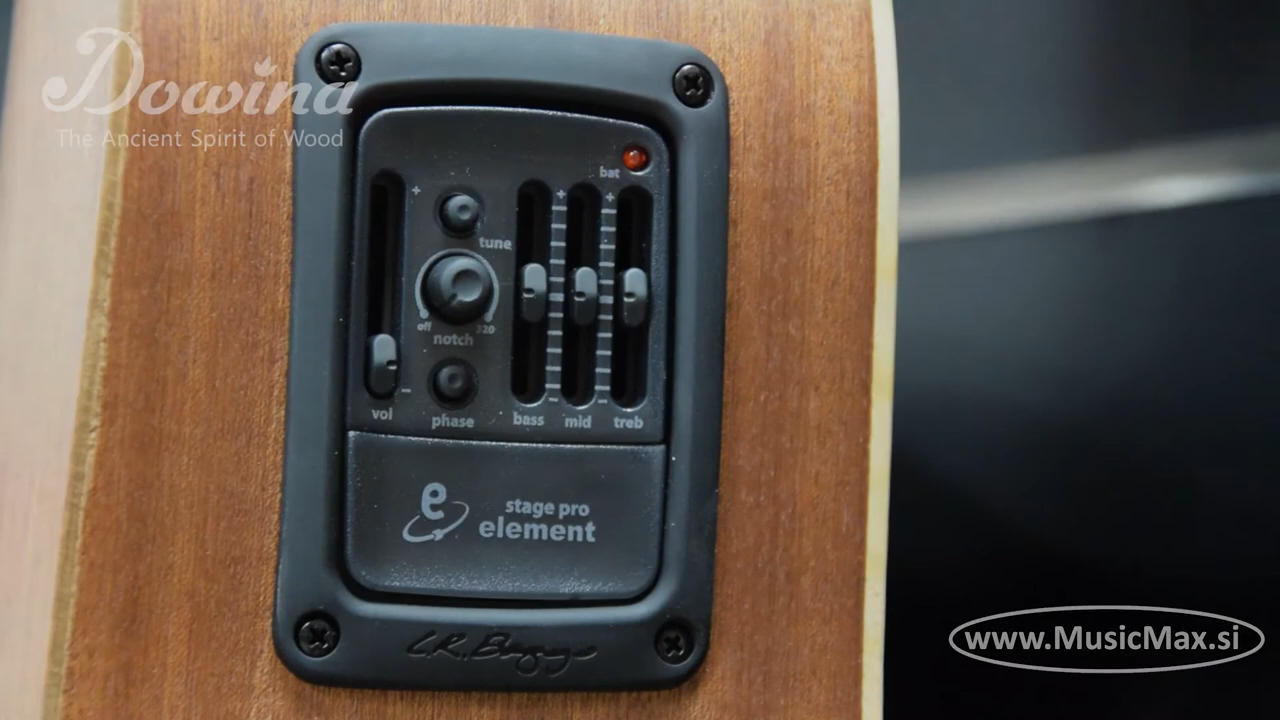 Dowina
The Ancient Spirit of Wood
bat
+
+
+
tune
off
320
notch
vol
phase
bass
mid
treb
e
stage pro
element
L.R. Baggs
www.MusicMax.si